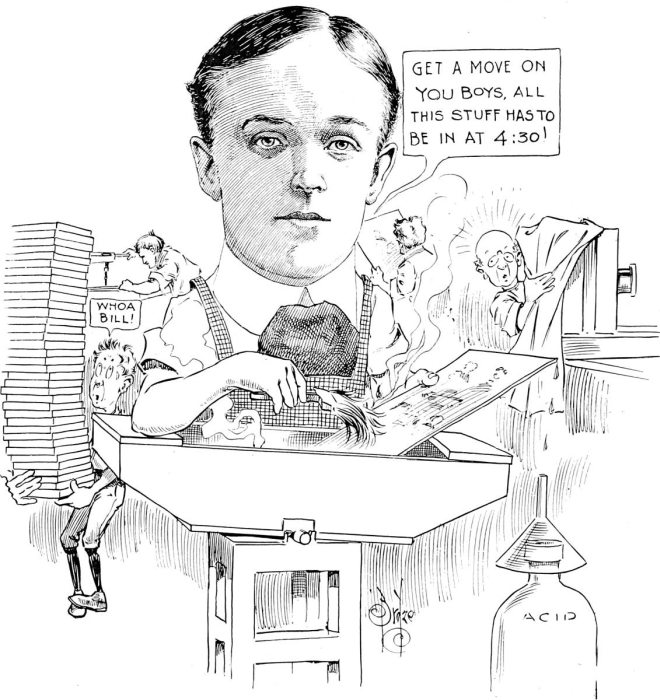 GET A MOVE ON
YOU BOYS, ALL
THIS STUFF HAS TO
BE IN AT 4:30!
WHOA
BILL!
ACID